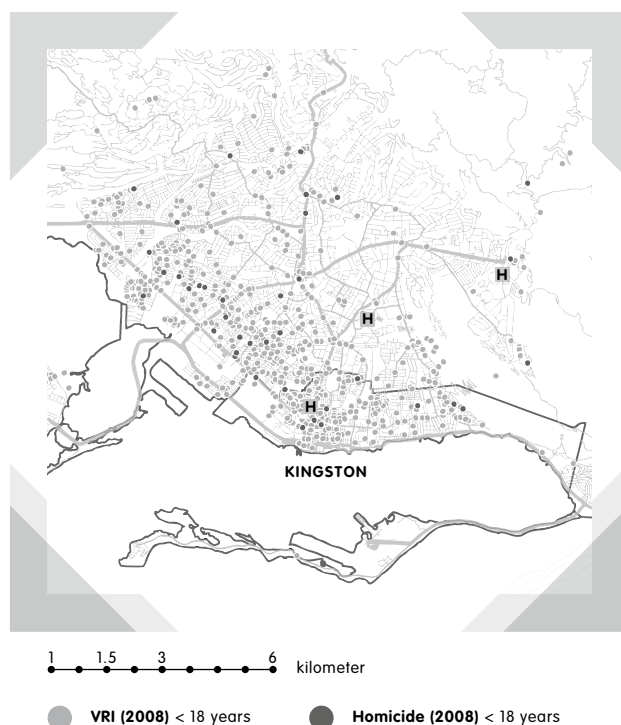 H
H
H
KINGSTON
1 1.5 3 6
kilometer
VRI (2008) < 18 years
Homicide (2008) < 18 years